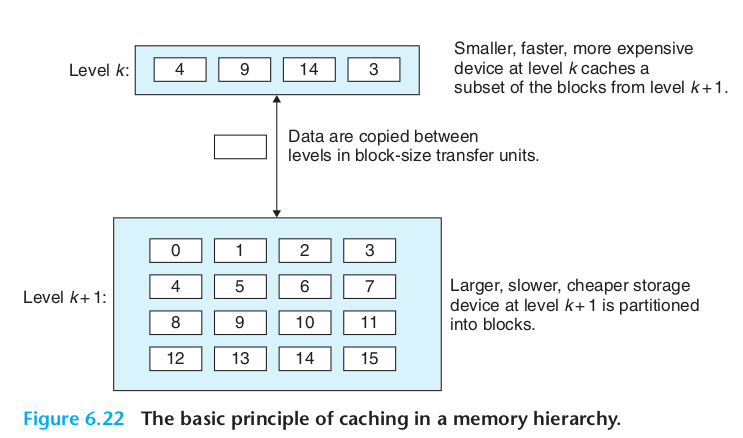 Level k:
4 9 14 3
Smaller, faster, more expensive
device at level k caches a
subset of the blocks from level k+1.
Data are copied between
levels in block-size transfer units.
Level k+1:
0 1 2 3
4 5 6 7
8 9 10 11
12 13 14 15
Larger, slower, cheaper storage
device at level k+1 is partitioned
into blocks.
Figure 6.22 The basic principle of caching in a memory hierarchy.